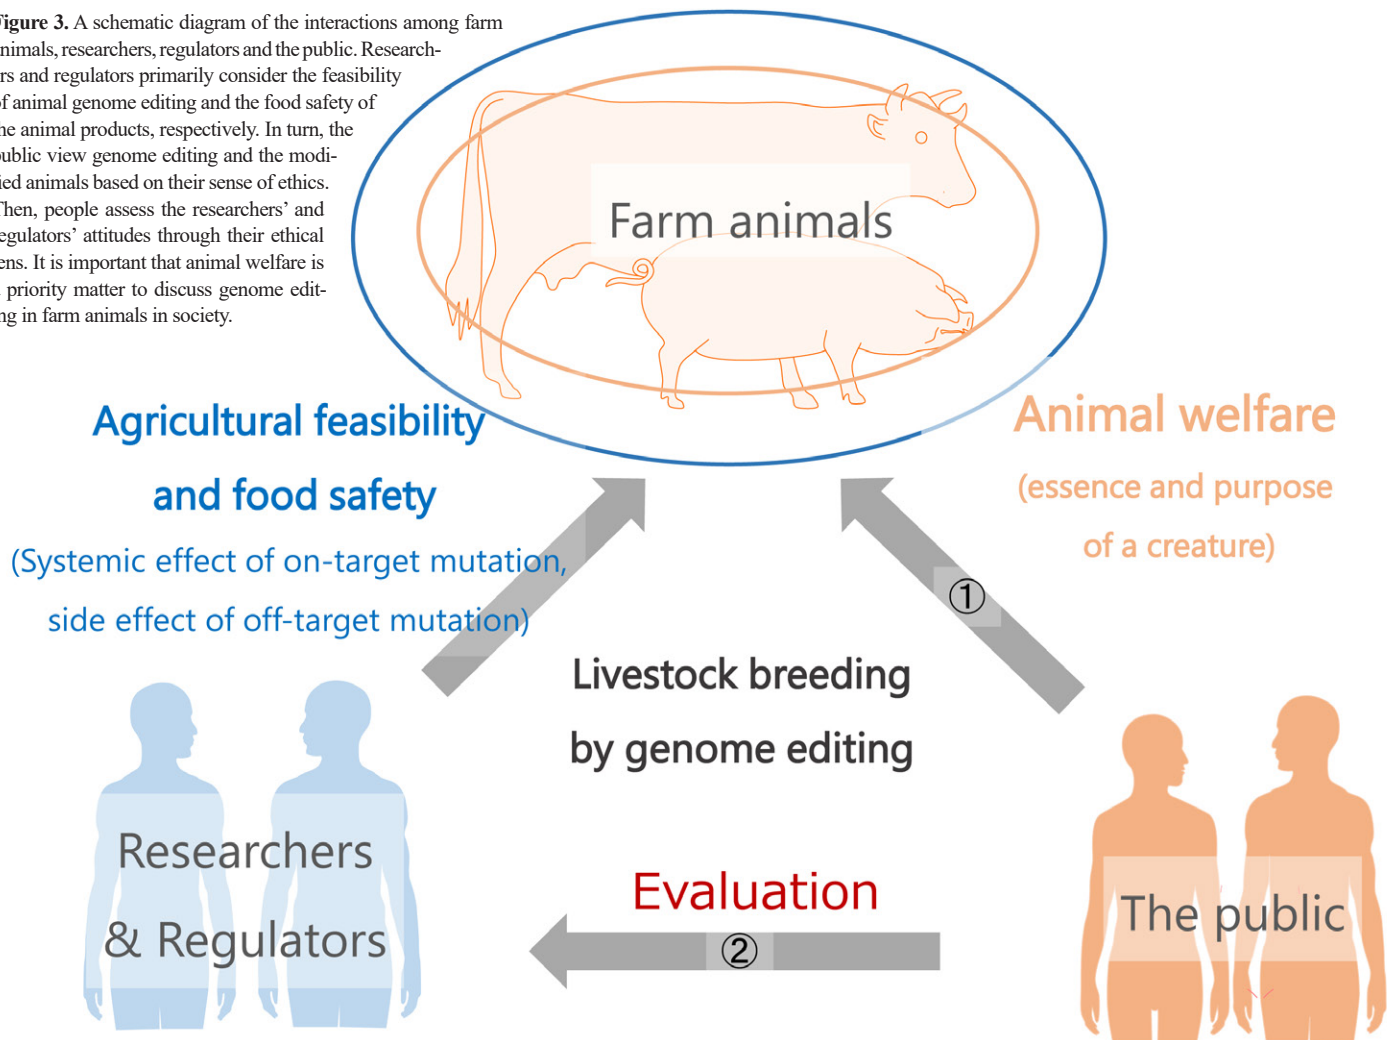 Figure 3. A schematic diagram of the interactions among farm
nimals, researchers, regulators and the public. Research-
rs and regulators primarily consider the feasibility
of animal genome editing and the food safety of
he animal products, respectively. In turn, the
public view genome editing and the modi-
ied animals based on their sense of ethics.
Then, people assess the researchers’ and
egulators’ attitudes through their ethical
ens. It is important that animal welfare is
priority matter to discuss genome edit-
ng in farm animals in society.
Farm animals
Agricultural feasibility
and food safety
(Systemic effect of on-target mutation,
side effect of off-target mutation)
Animal welfare
(essence and purpose
of a creature)
①
Livestock breeding
by genome editing
Researchers
& Regulators
Evaluation
②
The public